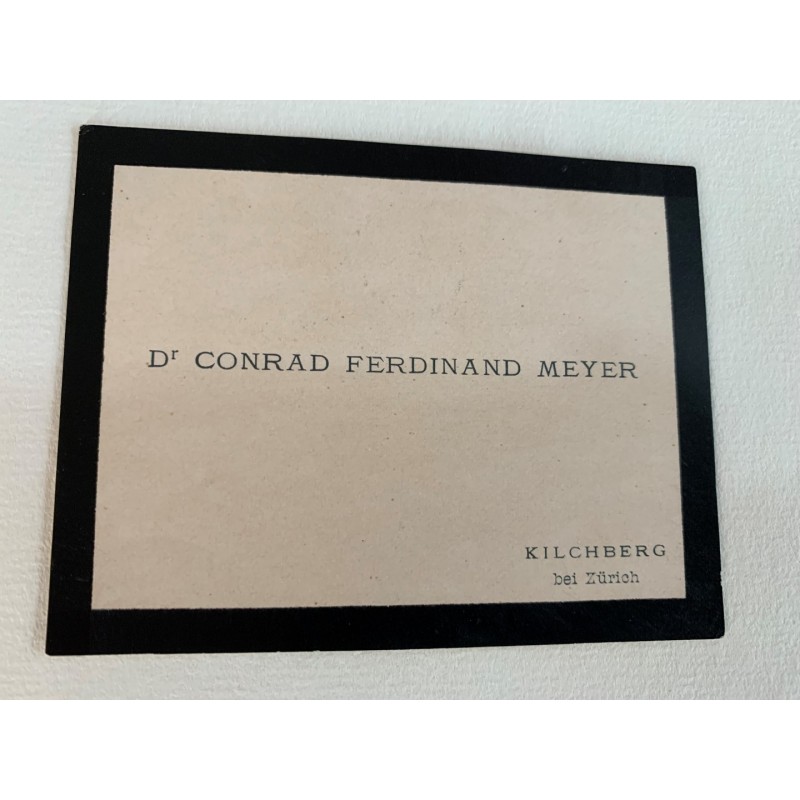 Dʳ CONRAD FERDINAND MEYER
KILCHBERG
bei Zürich